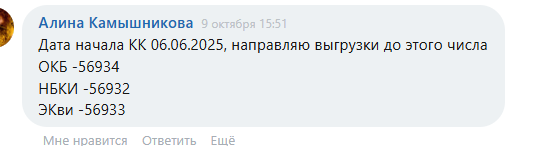 Алина Камышникова 9 октября 15:51
Дата начала КК 06.06.2025, направляю выгрузки до этого числа
ОКБ -56934
НБКИ -56932
ЭКви -56933
Мне нравится Ответить Ещё